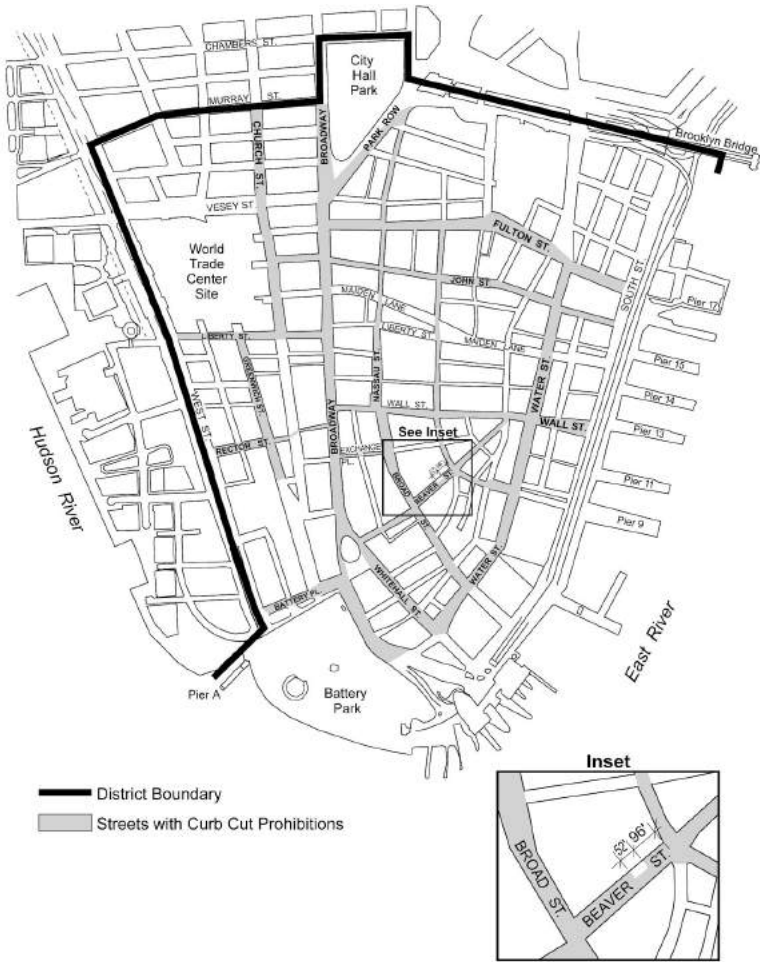 CHAMBERS ST.
City
Hall
Park
MURRAY ST.
CHURCH ST.
BROADWAY
PARK ROW
Brooklyn Bridge
VESEY ST.
FULTON ST.
World
Trade
Center
Site
JOHN ST.
SOUTH ST.
Pier 17
MAIDEN LANE
LIBERTY ST.
LIBERTY ST.
MAIDEN LANE
Pier 15
GREENWICH ST.
NASSAU ST.
WATER ST.
Pier 14
WEST ST.
BROADWAY
WALL ST.
WALL ST.
Pier 13
See Inset
RECTOR ST.
EXCHANGE
PL.
Hudson River
BROAD ST.
52' 96'
BEAVER ST.
Pier 11
Pier 9
WHITEHALL ST.
WATER ST.
BATTERY PL.
East River
Pier A
Battery
Park
Inset
District Boundary
Streets with Curb Cut Prohibitions
52' 96'
BROAD ST.
BEAVER ST.